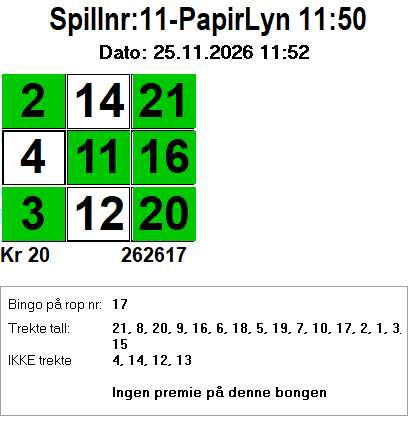 Spillnr:11-PapirLyn 11:50
Dato: 25.11.2026 11:52
2 14 21
4 11 16
3 12 20
Kr 20 262617
Bingo på rop nr: 17
Trekte tall: 21, 8, 20, 9, 16, 6, 18, 5, 19, 7, 10, 17, 2, 1, 3,
15
IKKE trekte 4, 14, 12, 13
Ingen premie på denne bongen